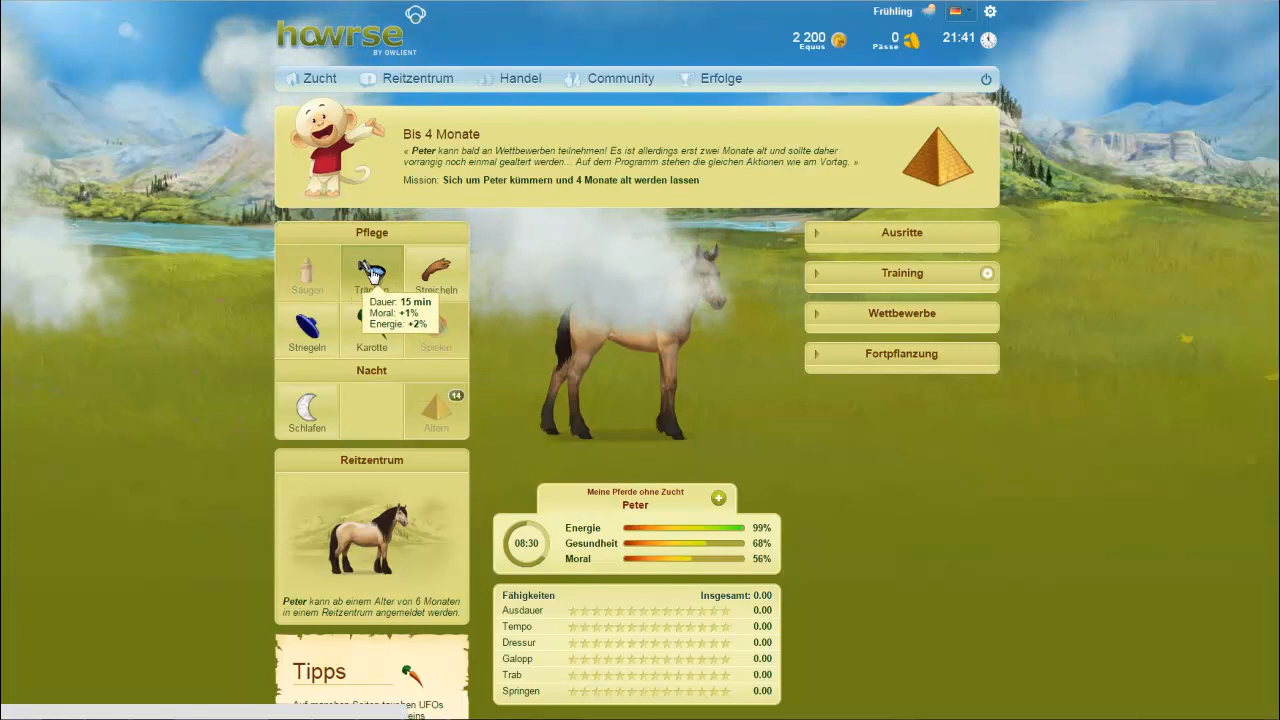 howrse
BY OWLIENT
Frühling
2 200
Equus
0
Pässe
21:41
Zucht
Reitzentrum
Handel
Community
Erfolge
Bis 4 Monate
« Peter kann bald an Wettbewerben teilnehmen! Es ist allerdings erst zwei Monate alt und sollte daher
vorrangig noch einmal gealtert werden... Auf dem Programm stehen die gleichen Aktionen wie am Vortag. »
Mission: Sich um Peter kümmern und 4 Monate alt werden lassen
Pflege
Säugen
Streicheln
Dauer: 15 min
Moral: +1%
Energie: +2%
Striegeln
Karotte
Spielen
Nacht
Schlafen
14
Altern
Reitzentrum
Peter kann ab einem Alter von 6 Monaten
in einem Reitzentrum angemeldet werden.
Tipps
Auf manchen Seiten tauchen UFOs
eins
Meine Pferde ohne Zucht
Peter
08:30
Energie 99%
Gesundheit 68%
Moral 56%
Fähigkeiten Insgesamt: 0.00
Ausdauer 0.00
Tempo 0.00
Dressur 0.00
Galopp 0.00
Trab 0.00
Springen 0.00
Ausritte
Training
Wettbewerbe
Fortpflanzung